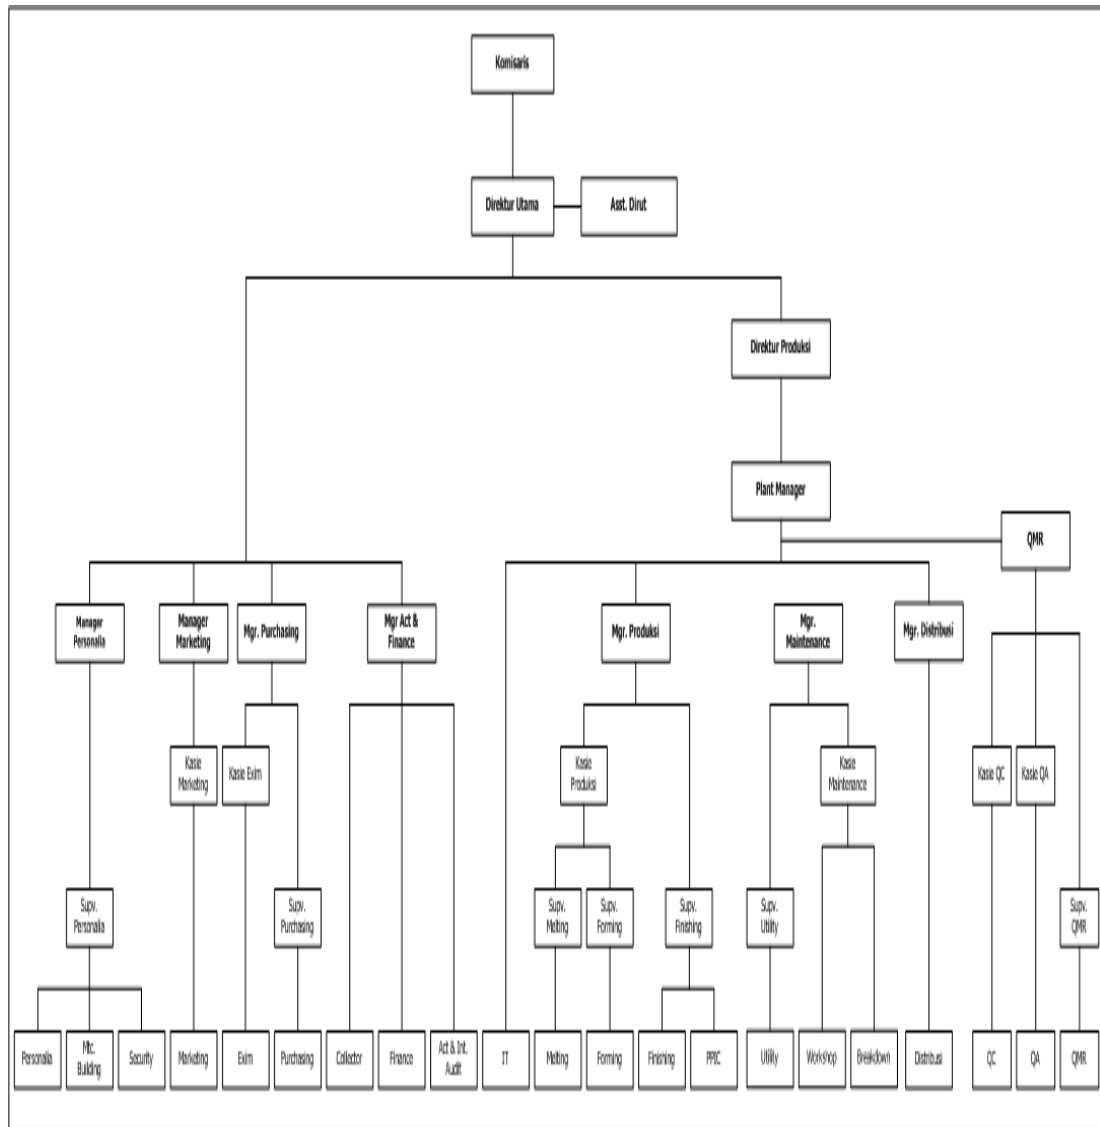 Komisaris
Direktur Utama
Asst. Dirut
Direktur Produksi
Plant Manager
QMR
Manager
Personalia
Manager
Marketing
Mgr. Purchasing
Mgr Act &
Finance
Mgr. Produksi
Mgr.
Maintenance
Mgr. Distribusi
Kasie
Marketing
Kasie Exim
Kasie
Produksi
Kasie
Maintenance
Kasie QC
Kasie QA
Supv.
Personalia
Supv.
Purchasing
Supv.
Melting
Supv.
Forming
Supv.
Finishing
Supv.
Utility
Supv.
QMR
Personalia
Mtc.
Building
Security
Marketing
Exim
Purchasing
Collector
Finance
Act & Int.
Audit
IT
Melting
Forming
Finishing
PPIC
Utility
Workshop
Breakdown
Distribusi
QC
QA
QMR